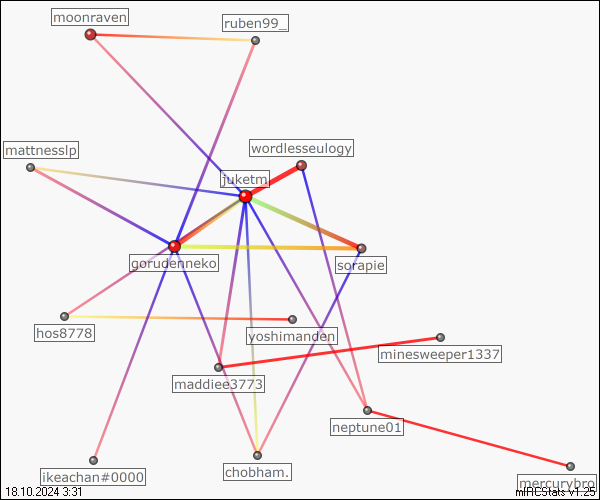 moonraven
ruben99_
wordlesseulogy
mattnesslp
juketm
gorudenneko
sorapie
hos8778
yoshimanden
minesweeper1337
maddiee3773
neptune01
ikeachan#0000
chobham.
mercurybro
18.10.2024 3:31
mIRCStats v1.25